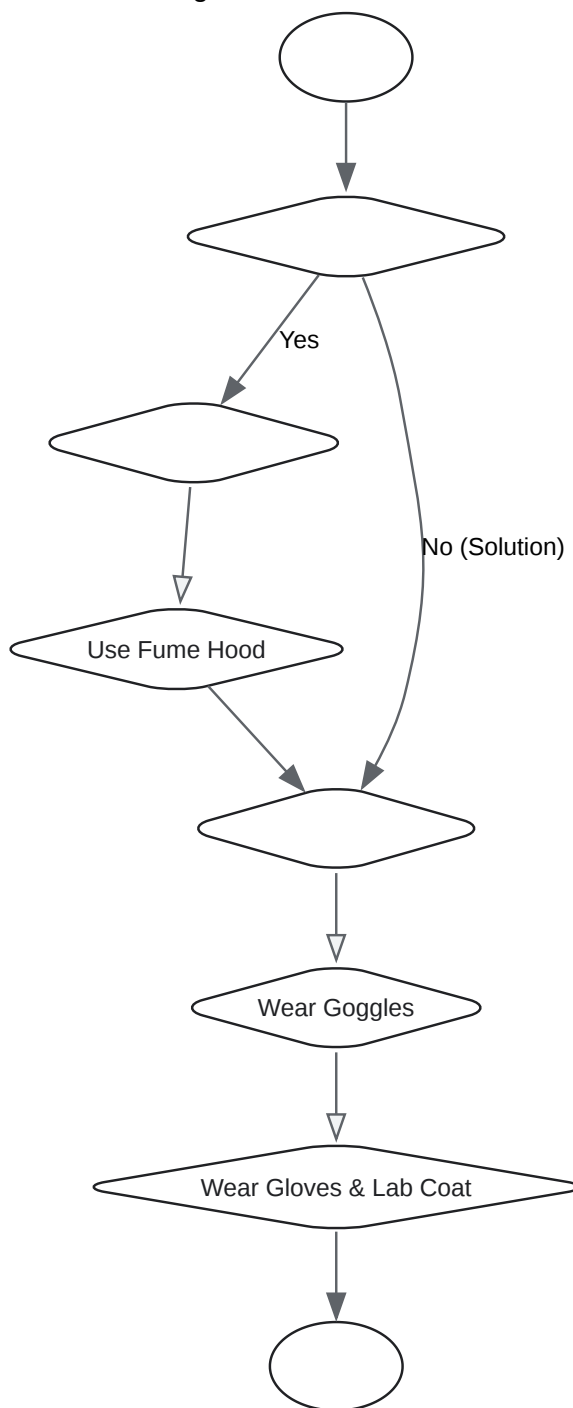 Yes
No (Solution)
Use Fume Hood
Wear Goggles
Wear Gloves & Lab Coat